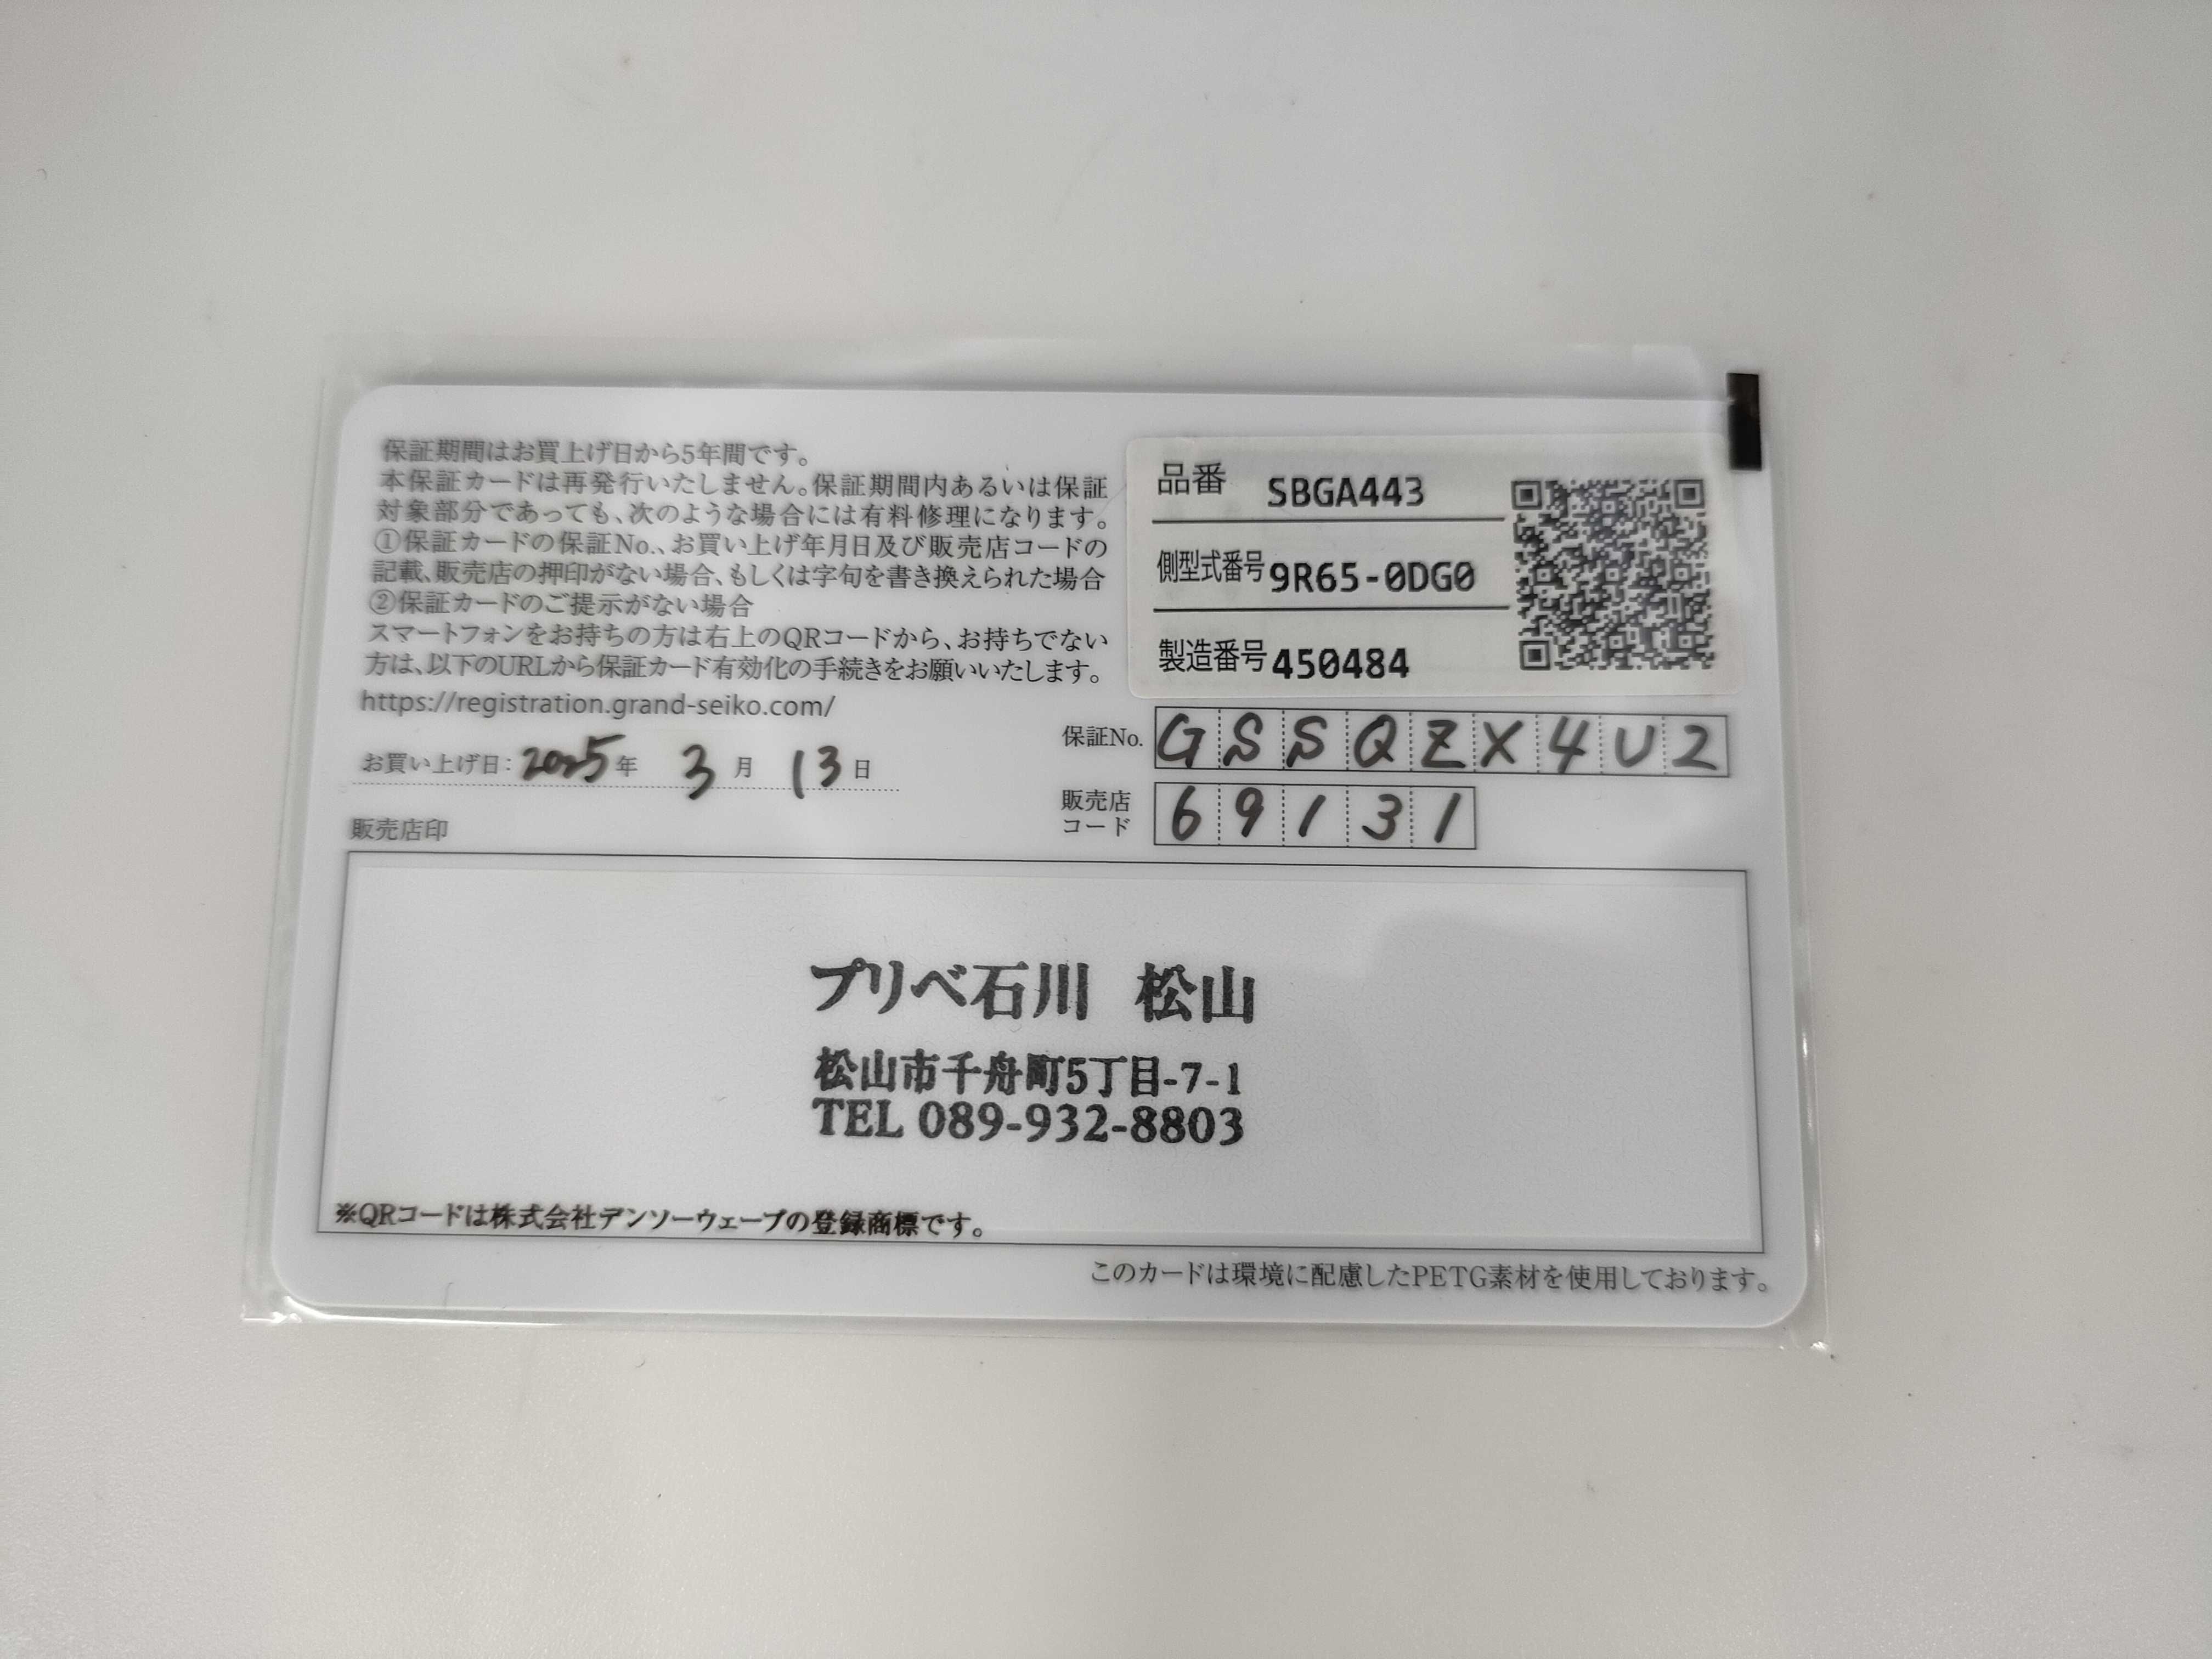 保証期間はお買上げ日から5年間です。
本保証カードは再発行いたしません。保証期間内あるいは保証
対象部分であっても、次のような場合には有料修理になります。
①保証カードの保証No.、お買い上げ年月日及び販売店コードの
記載、販売店の押印がない場合、もしくは字句を書き換えられた場合
②保証カードのご提示がない場合
スマートフォンをお持ちの方は右上のQRコードから、お持ちでない
方は、以下のURLから保証カード有効化の手続きをお願いいたします。
https://registration.grand-seiko.com/
お買い上げ日：2025年 3月 13日
販売店印
品番 SBGA443
側型式番号 9R65-0DG0
製造番号 450484
保証No. GSSQZX4U2
販売店
コード 69131
プリベ石川 松山
松山市千舟町5丁目-7-1
TEL 089-932-8803
※QRコードは株式会社デンソーウェーブの登録商標です。
このカードは環境に配慮したPETG素材を使用しております。